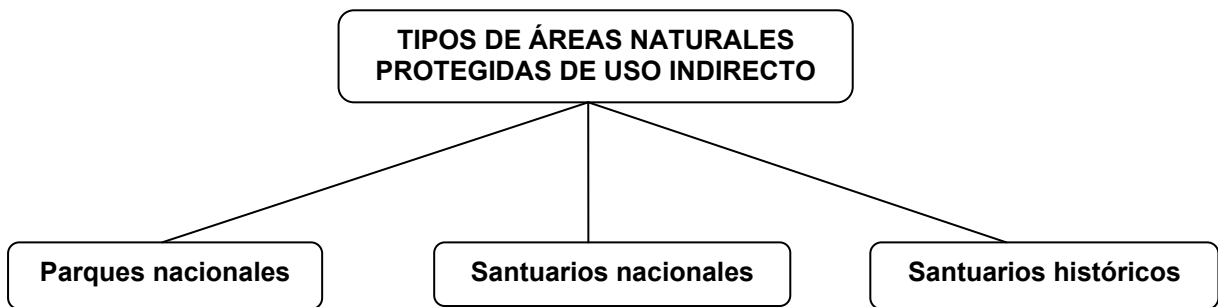 TIPOS DE ÁREAS NATURALES
PROTEGIDAS DE USO INDIRECTO
Parques nacionales
Santuarios nacionales
Santuarios históricos